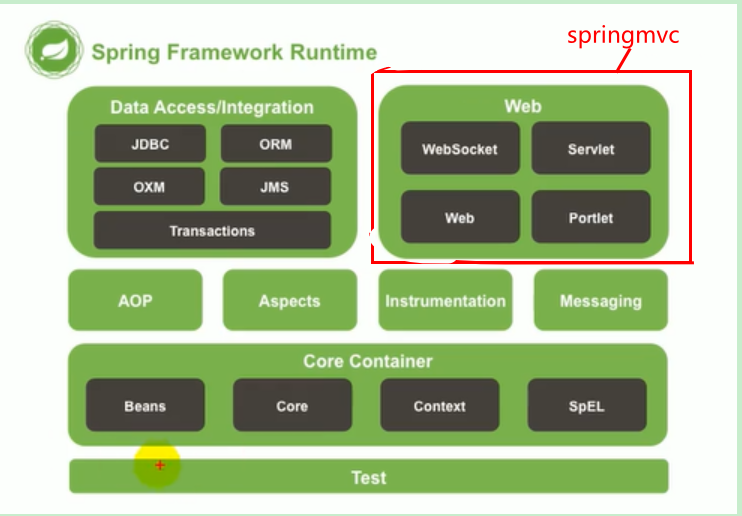 springmvc
Spring Framework Runtime
Data Access/Integration
JDBC
ORM
OXM
JMS
Transactions
Web
WebSocket
Servlet
Web
Portlet
AOP
Aspects
Instrumentation
Messaging
Core Container
Beans
Core
Context
SpEL
Test